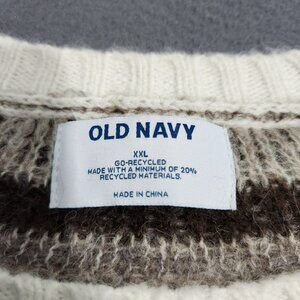 OLD NAVY
XXL
GO-RECYCLED
MADE WITH A MINIMUM OF 20%
RECYCLED MATERIALS.
MADE IN CHINA